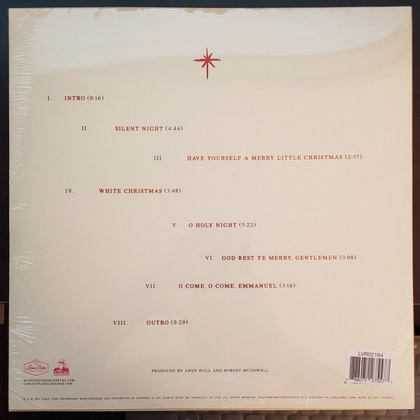 I. INTRO (0:16)
II SILENT NIGHT (4:44)
III. HAVE YOURSELF A MERRY LITTLE CHRISTMAS (2:37)
IV. WHITE CHRISTMAS (3:48)
V. O HOLY NIGHT (5:22)
VI. GOD REST YE MERRY, GENTLEMEN (3:08)
VII. O COME, O COME, EMMANUEL (3:16)
VIII. OUTRO (0:29)
PRODUCED BY ANDY HULL AND ROBERT MCDOWELL
LVR02164